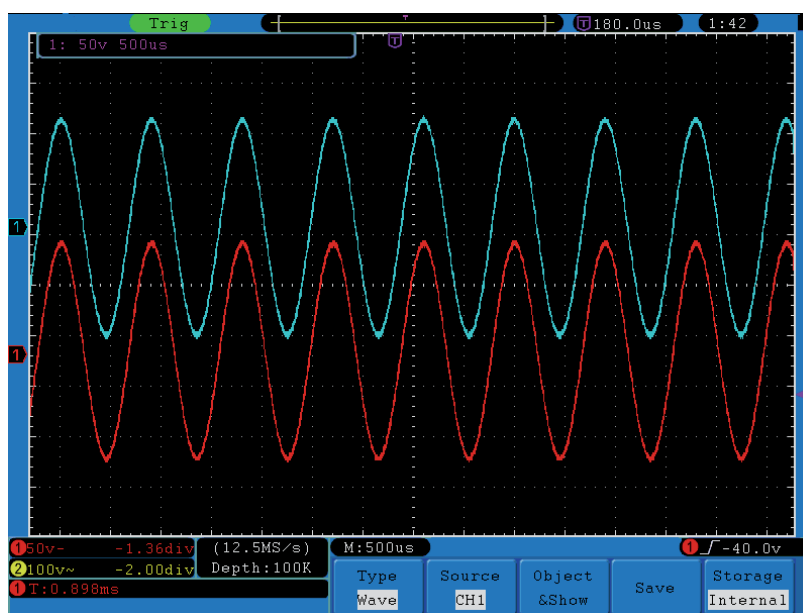 Trig T T 180.0us 1:42
1: 50v 500us T
1
1
1 50v- -1.36div (12.5MS/s) M:500us 1 -40.0v
2 100v~ -2.00div Depth:100K
1 T:0.898ms
Type Source Object Save Storage
Wave CH1 &Show Internal